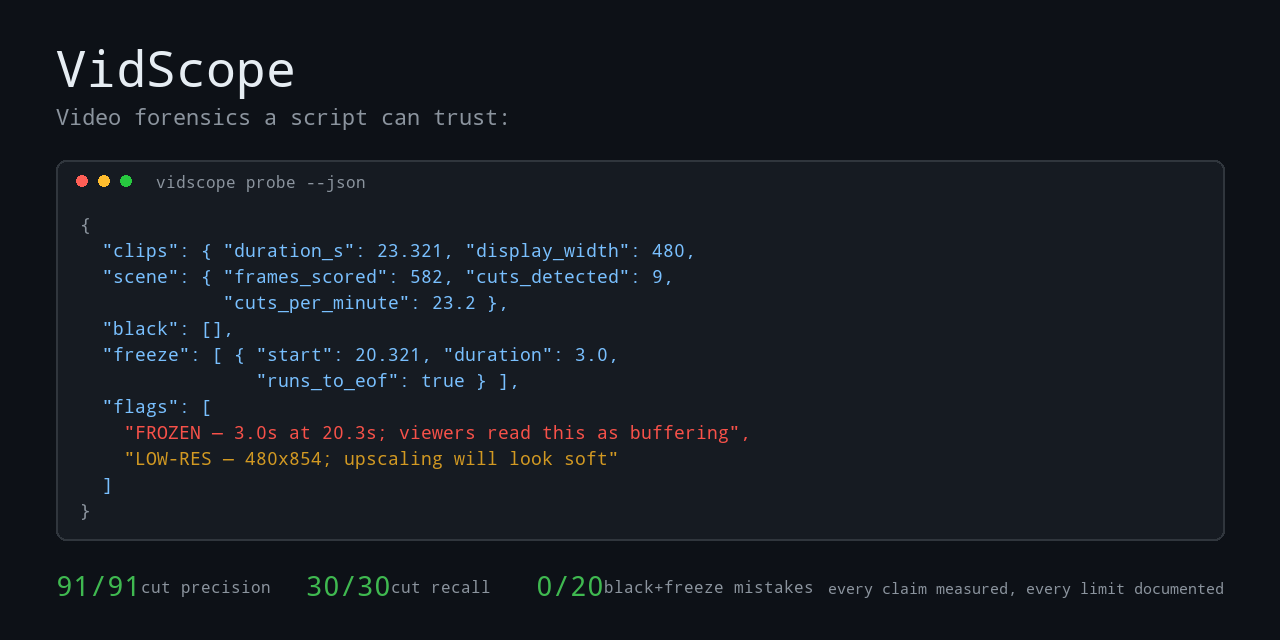 VidScope
Video forensics a script can trust:
vidscope probe --json
{
  "clips": { "duration_s": 23.321, "display_width": 480,
  "scene": { "frames_scored": 582, "cuts_detected": 9,
             "cuts_per_minute": 23.2 },
  "black": [],
  "freeze": [ { "start": 20.321, "duration": 3.0,
                "runs_to_eof": true } ],
  "flags": [
    "FROZEN — 3.0s at 20.3s; viewers read this as buffering",
    "LOW-RES — 480x854; upscaling will look soft"
  ]
}
91/91 cut precision 30/30 cut recall 0/20 black+freeze mistakes every claim measured, every limit documented